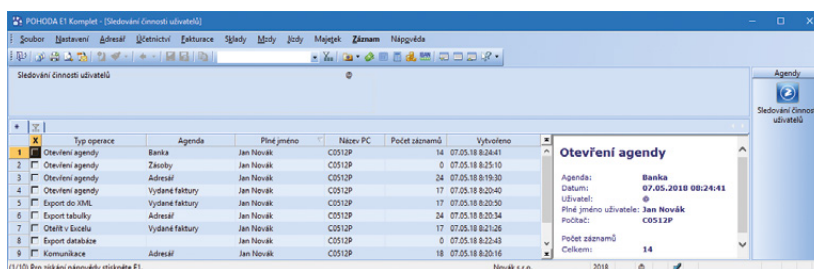 POHODA E1 Komplet - [Sledování činnosti uživatelů]
Soubor Nastavení Adresář Účetnictví Fakturace Sklady Mzdy Jízdy Majetek Záznam Nápověda
Sledování činnosti uživatelů @
Agendy
Sledování činnos
uživatelů
X Typ operace Agenda Plné jméno Název PC Počet záznamů Vytvořeno
1 Otevření agendy Banka Jan Novák C0512P 14 07.05.18 8:24:41
2 Otevření agendy Zásoby Jan Novák C0512P 0 07.05.18 8:25:10
3 Otevření agendy Adresář Jan Novák C0512P 24 07.05.18 8:19:30
4 Otevření agendy Vydané faktury Jan Novák C0512P 17 07.05.18 8:20:40
5 Export do XML Vydané faktury Jan Novák C0512P 17 07.05.18 8:20:50
6 Export tabulky Adresář Jan Novák C0512P 24 07.05.18 8:20:34
7 Oteřít v Excelu Vydané faktury Jan Novák C0512P 17 07.05.18 8:21:26
8 Export databáze Jan Novák C0512P 0 07.05.18 8:22:43
9 Komunikace Adresář Jan Novák C0512P 18 07.05.18 8:20:16
Otevření agendy
Agenda: Banka
Datum: 07.05.2018 08:24:41
Uživatel: @
Plné jméno uživatele: Jan Novák
Počítač: C0512P
Počet záznamů
Celkem: 14
(1/10) Pro získání nápovědy stiskněte F1. Novák s.r.o. 2018 @